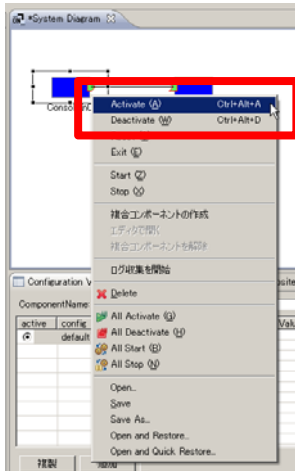 *System Diagram
Activate (A) Ctrl+Alt+A
Deactivate (W) Ctrl+Alt+D
Exit (E)
Start (Z)
Stop (X)
複合コンポーネントの作成
エディタで開く
複合コンポーネントを解除
ログ収集を開始
Delete
All Activate (G)
All Deactivate (H)
All Start (B)
All Stop (N)
Open...
Save
Save As...
Open and Restore...
Open and Quick Restore...
Configuration V
ComponentName:
active config
default
Valu
複製